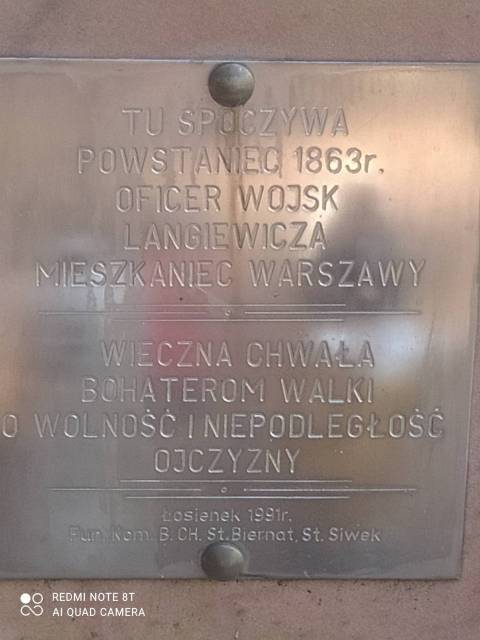 TU SPOCZYWA
POWSTANIEC 1863r.
OFICER WOJSK
LANGIEWICZA
MIESZKANIEC WARSZAWY
WIECZNA CHWAŁA
BOHATEROM WALKI
O WOLNOŚĆ I NIEPODLEGŁOŚĆ
OJCZYZNY
Łosienek 1991r.
Fun. Kom. B. CH. St. Biernat, St. Siwek
REDMI NOTE 8T
AI QUAD CAMERA